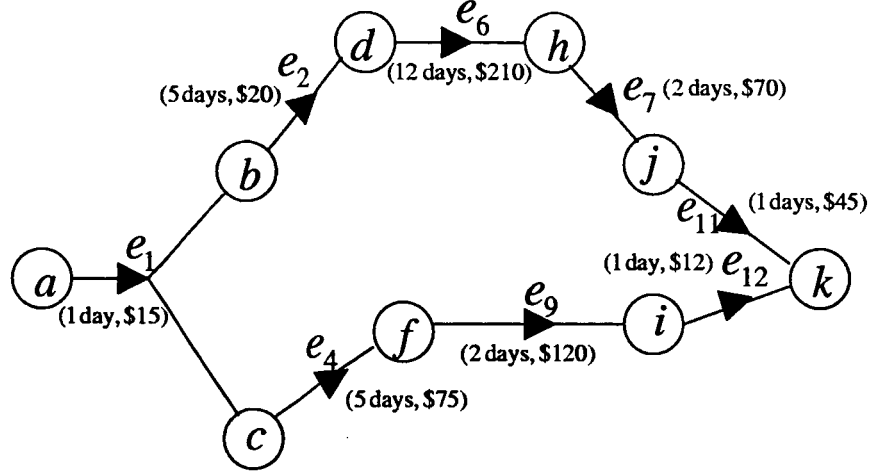 e6
d
h
(12 days, $210)
e2
(5 days, $20)
e7 (2 days, $70)
b
j
(1 days, $45)
e11
e1
a
(1 day, $15)
(1 day, $12) e12
k
e9
f
i
(2 days, $120)
e4
(5 days, $75)
c